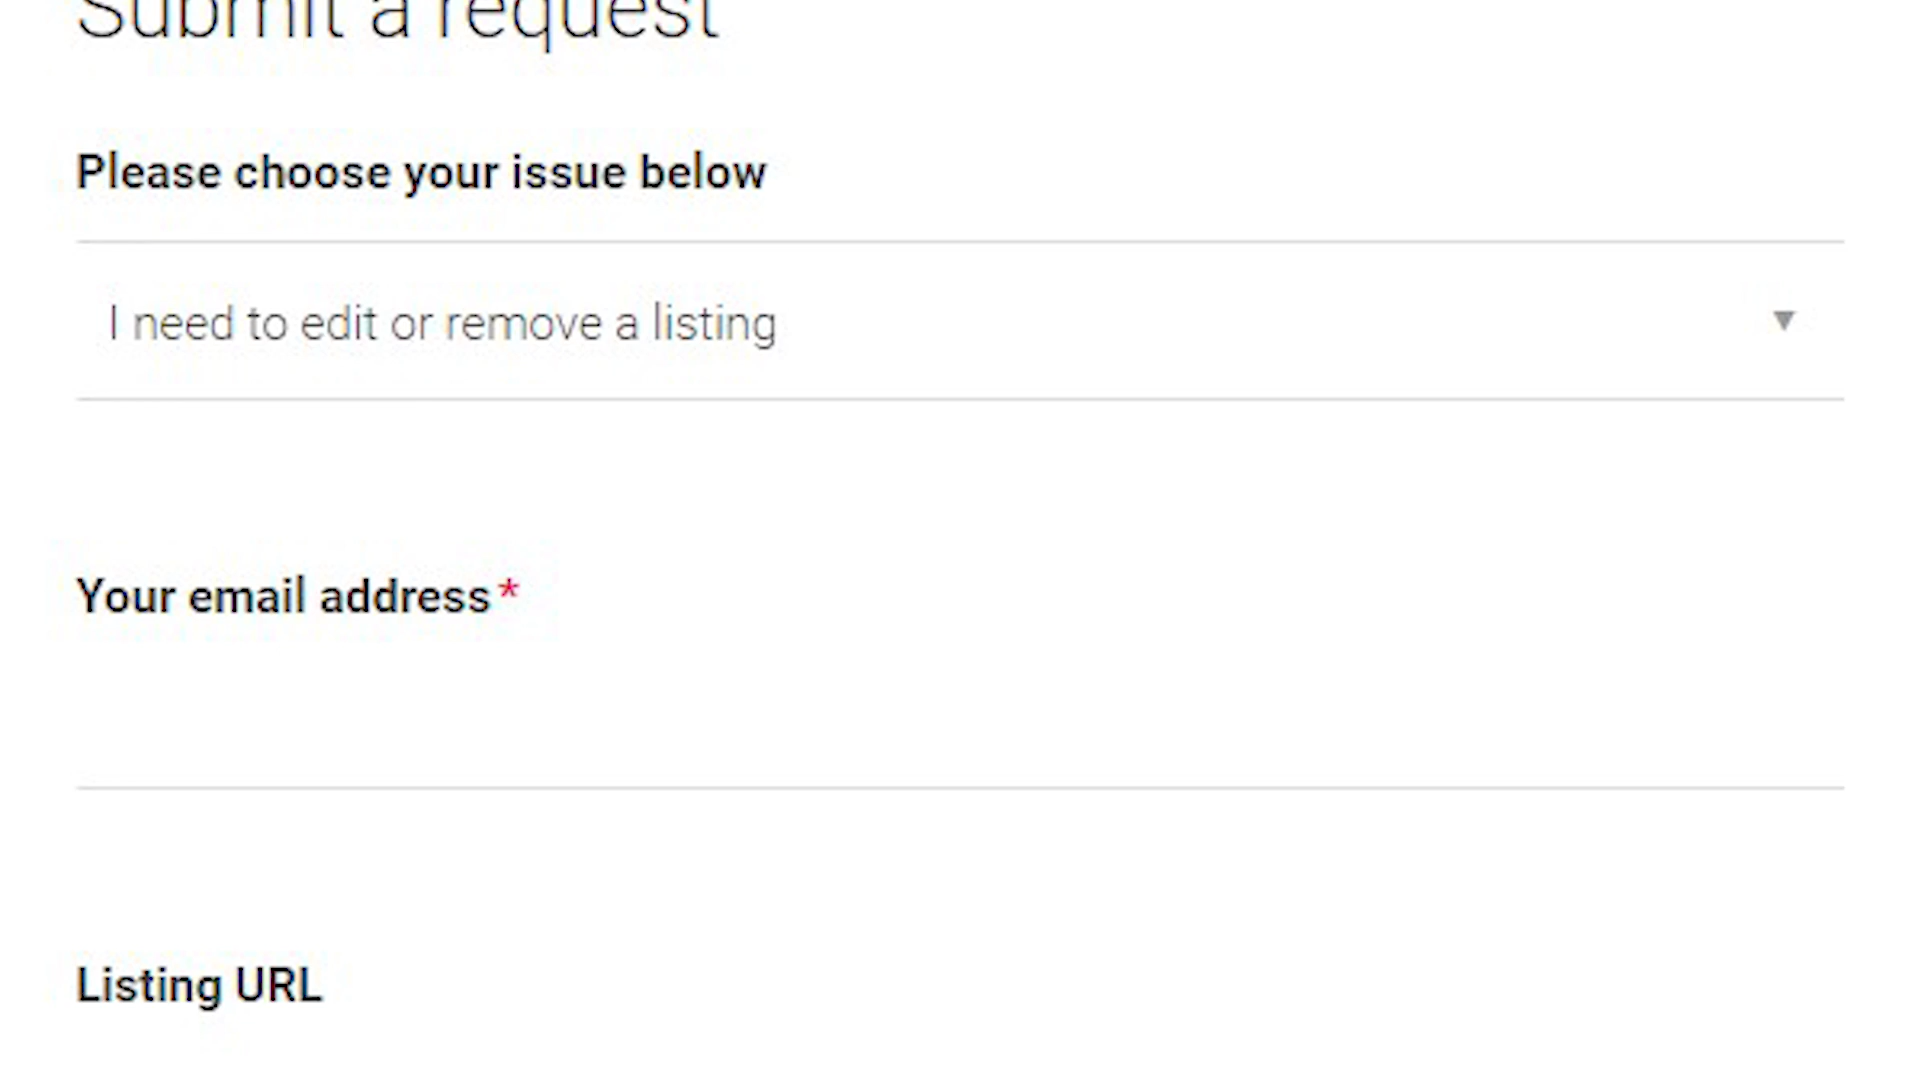 Submit a request
Please choose your issue below
I need to edit or remove a listing
Your email address*
Listing URL